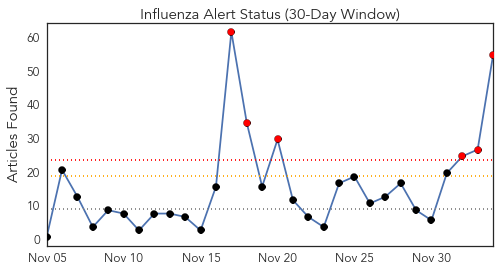 Influenza Alert Status (30-Day Window)
Articles Found
60
50
40
30
20
10
0
Nov 05 Nov 10 Nov 15 Nov 20 Nov 25 Nov 30